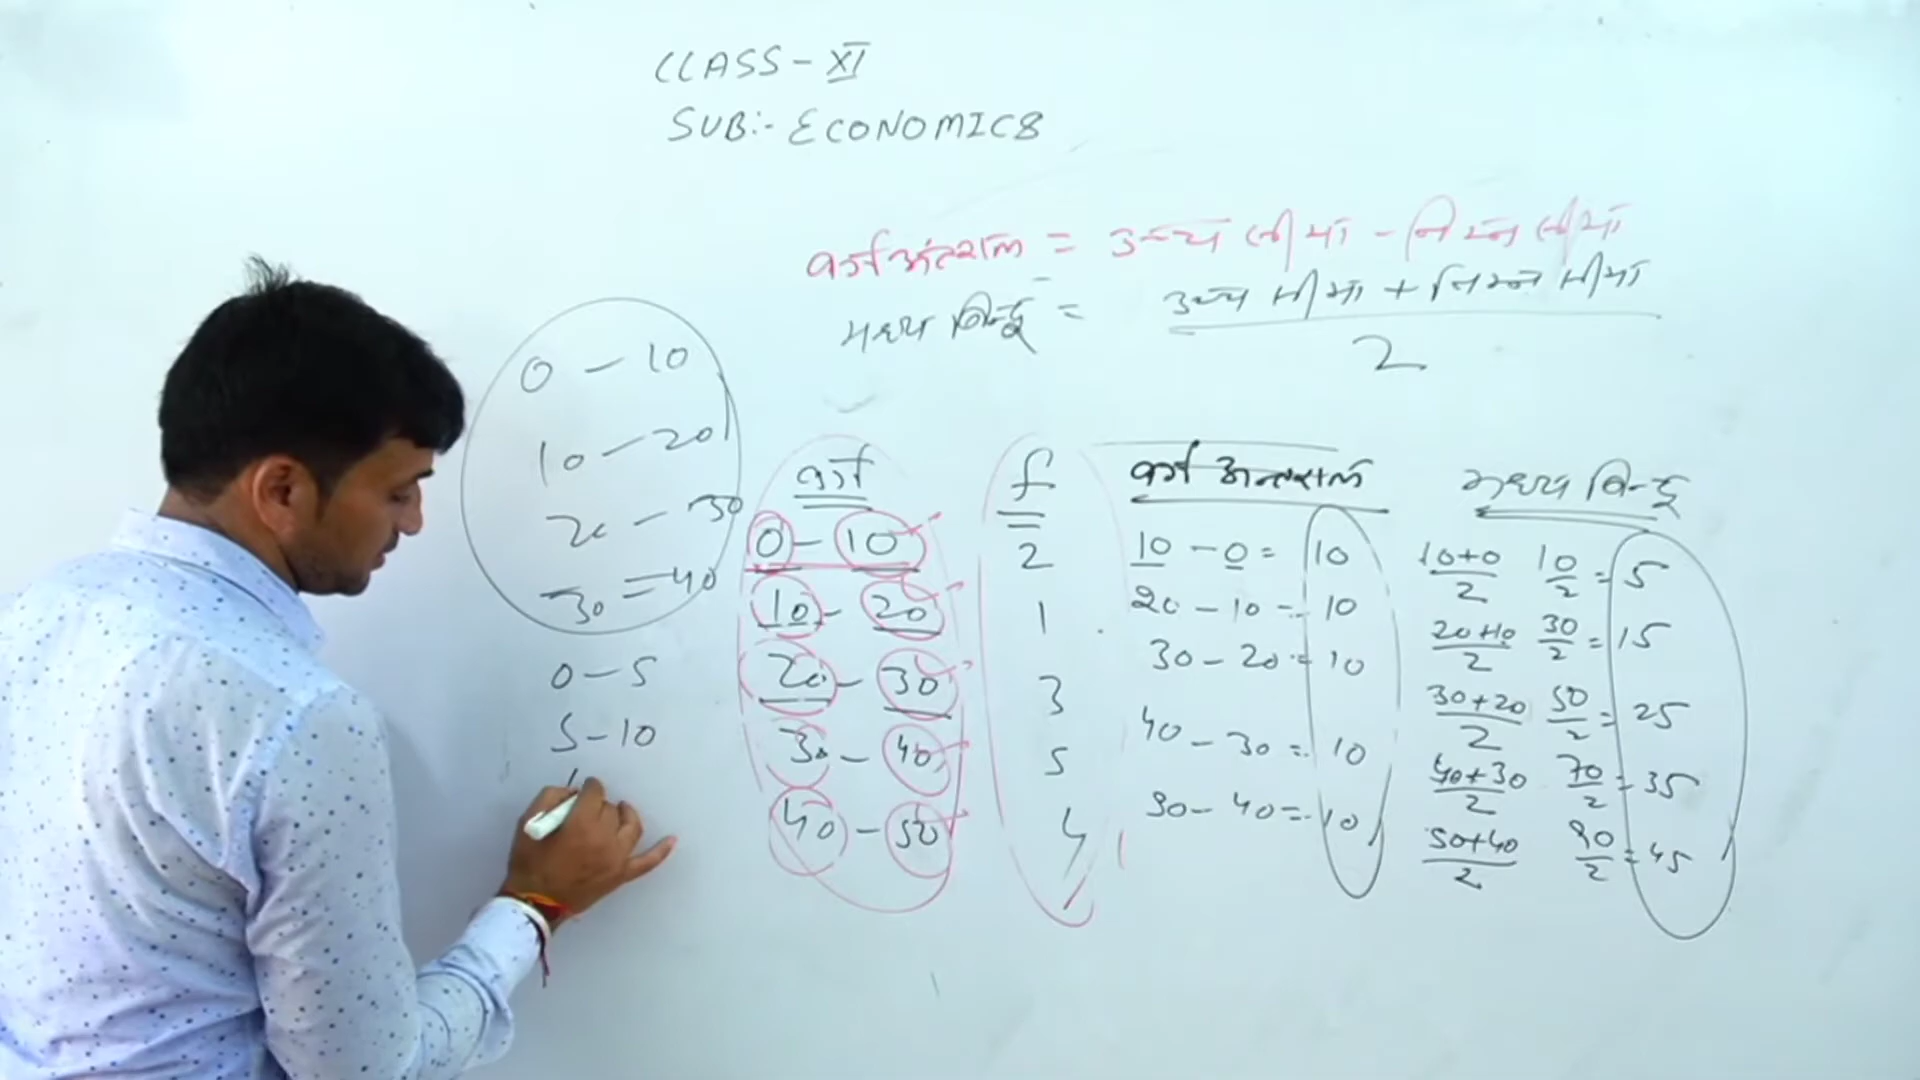 CLASS - XI
SUB:- ECONOMICS
वर्ग अंतराल = उच्च सीमा - निम्न सीमा
मध्य बिन्दु = उच्च सीमा + निम्न सीमा
2
0 - 10
10 - 20
20 - 30
30 = 40
0 - 5
5 - 10
वर्ग f वर्ग अन्तराल मध्य बिन्दु
0 - 10 2 10 - 0 = 10 10+0/2 10/2 = 5
10 - 20 1 20 - 10 = 10 20+10/2 30/2 = 15
20 - 30 3 30 - 20 = 10 30+20/2 50/2 = 25
30 - 40 5 40 - 30 = 10 40+30/2 70/2 = 35
40 - 50 4 50 - 40 = 10 50+40/2 90/2 = 45